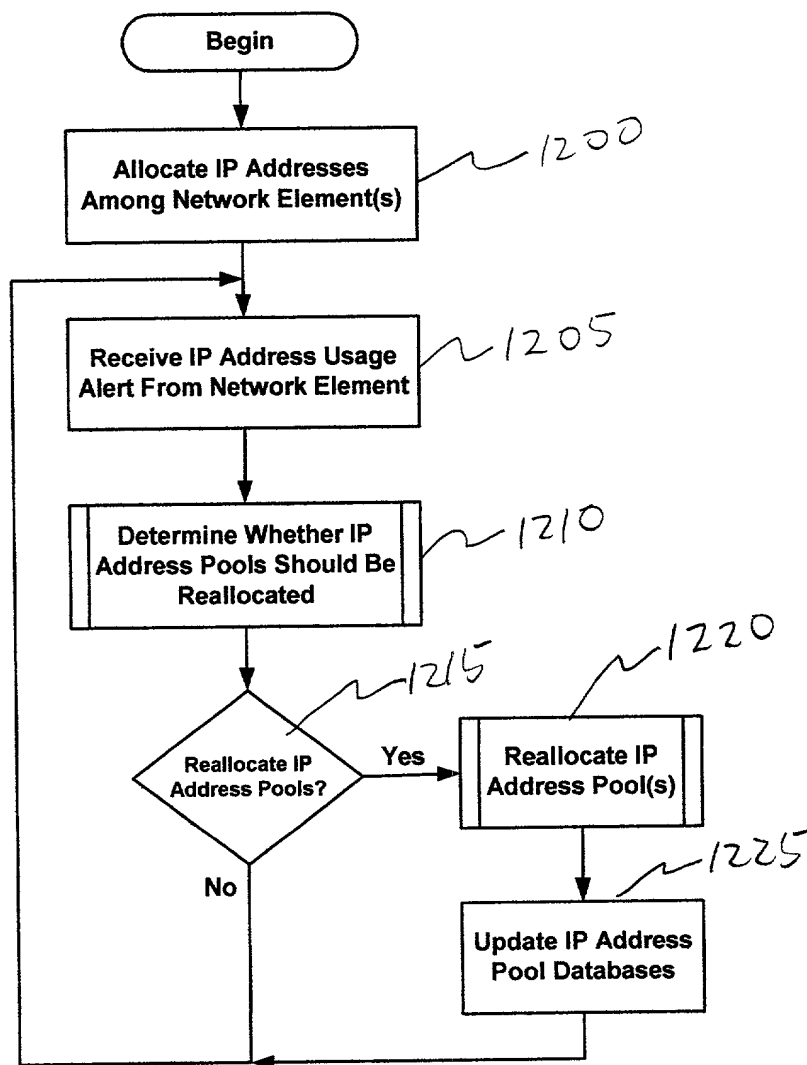 Begin
Allocate IP Addresses
Among Network Element(s)
1200
Receive IP Address Usage
Alert From Network Element
1205
Determine Whether IP
Address Pools Should Be
Reallocated
1210
Reallocate IP
Address Pools?
1215
Yes
No
Reallocate IP
Address Pool(s)
1220
Update IP Address
Pool Databases
1225